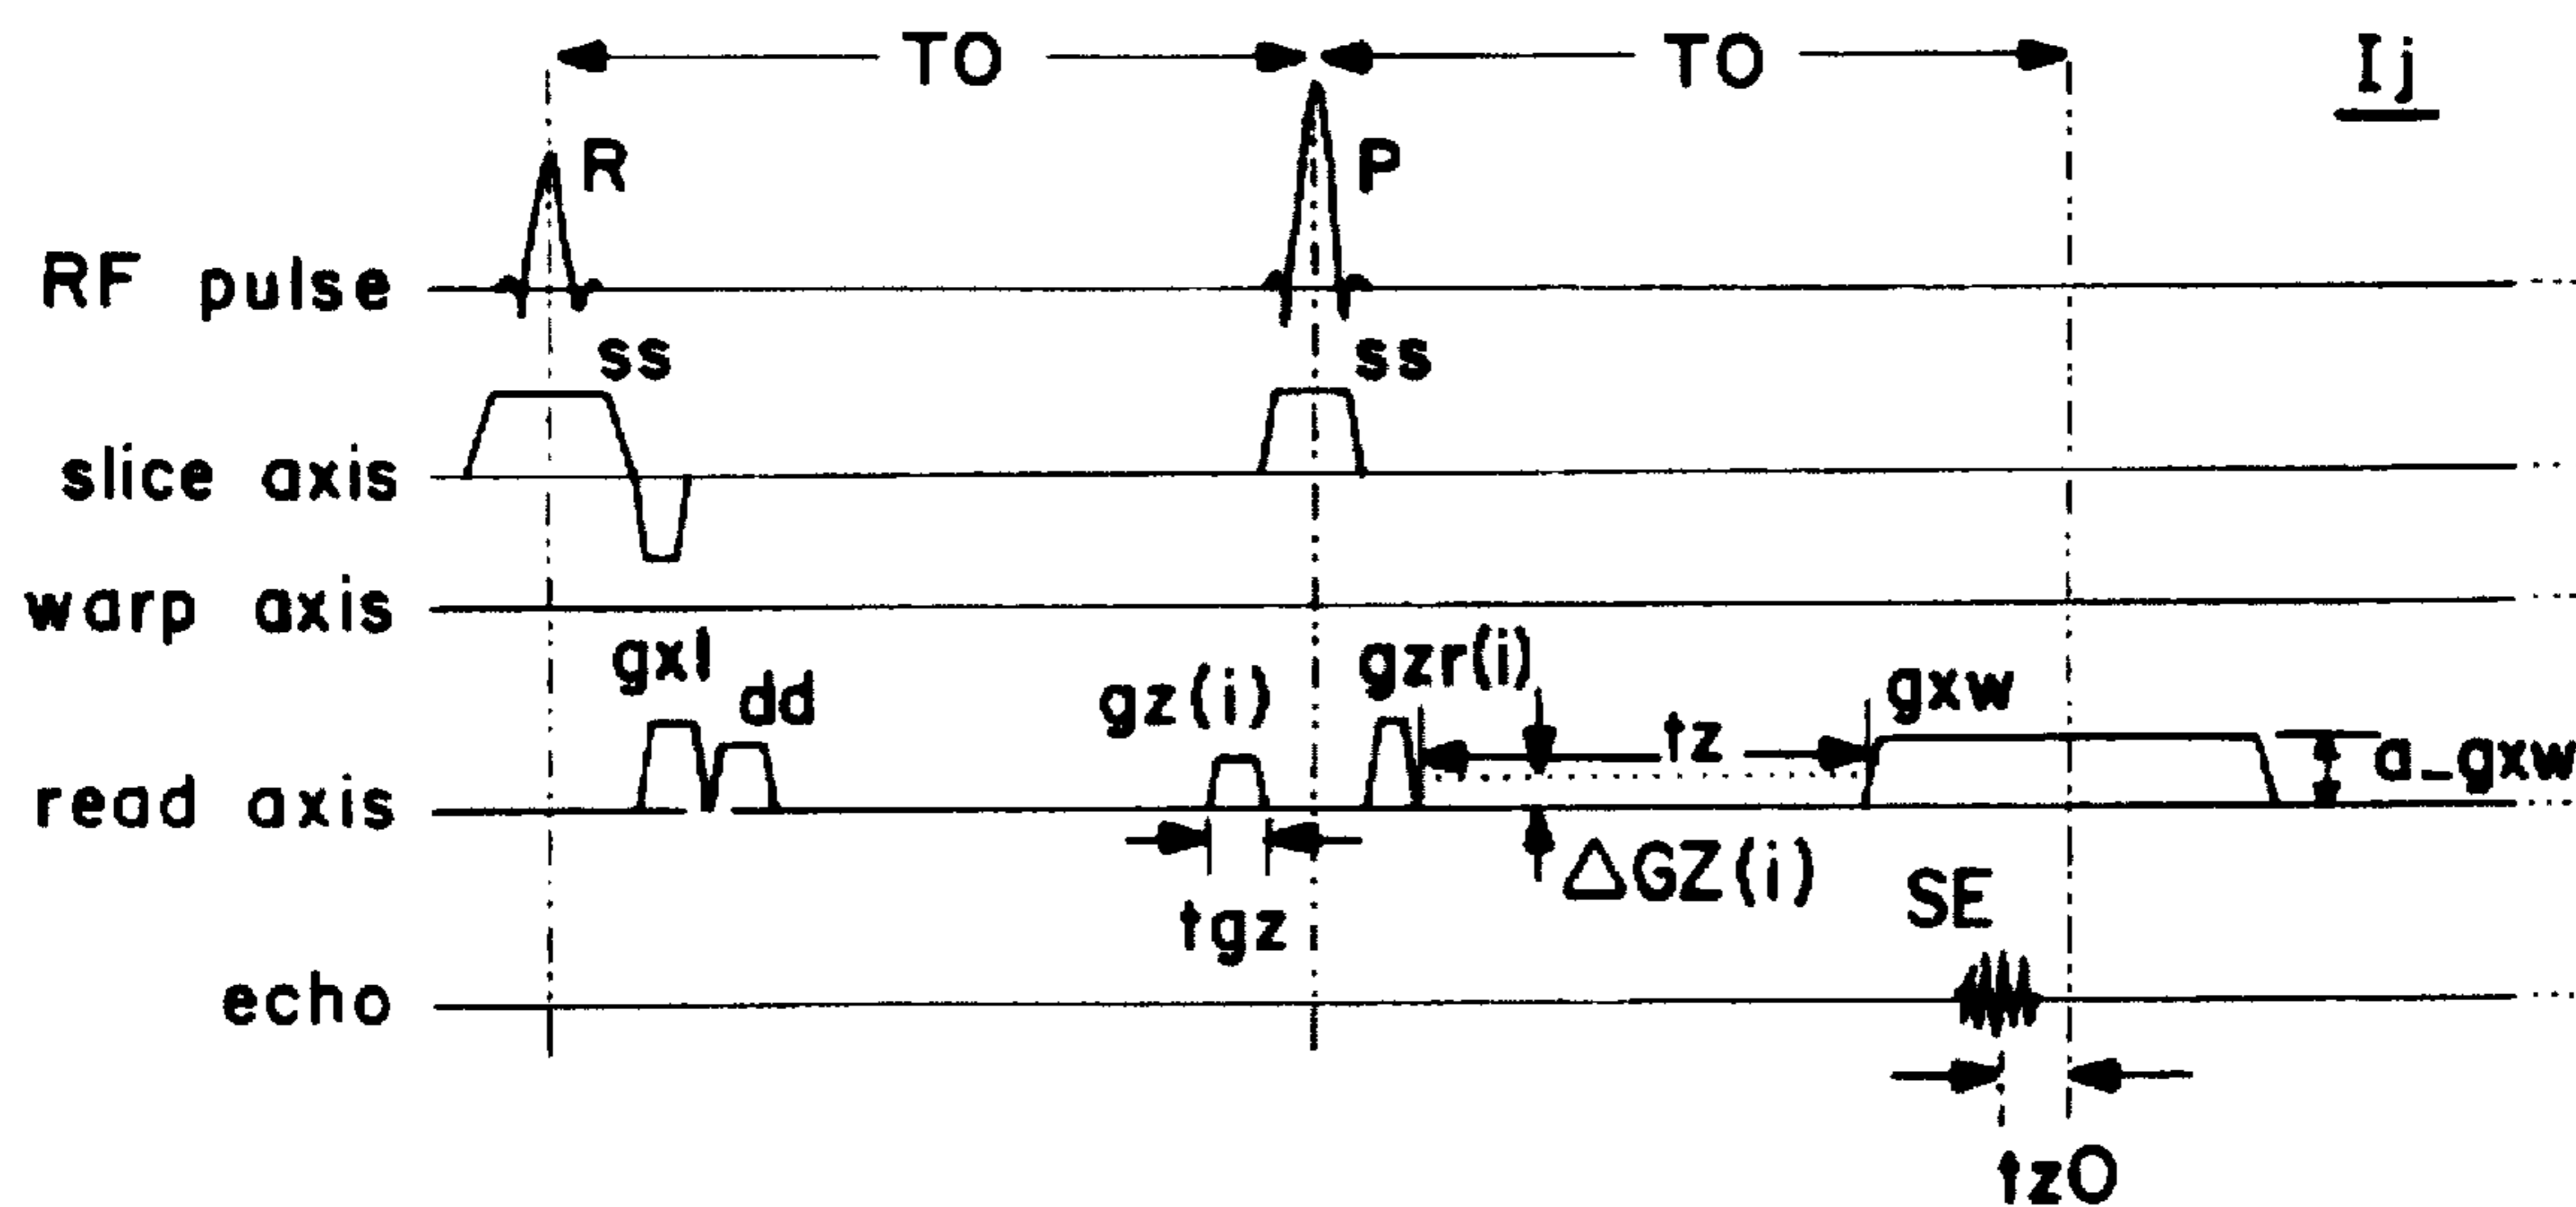 TO TO Ij
R P
RF pulse
ss ss
slice axis
warp axis
gxl dd gz(i) gzr(i) tz gxw
read axis a_gxw
tgz ΔGZ(i) SE
echo
tzO